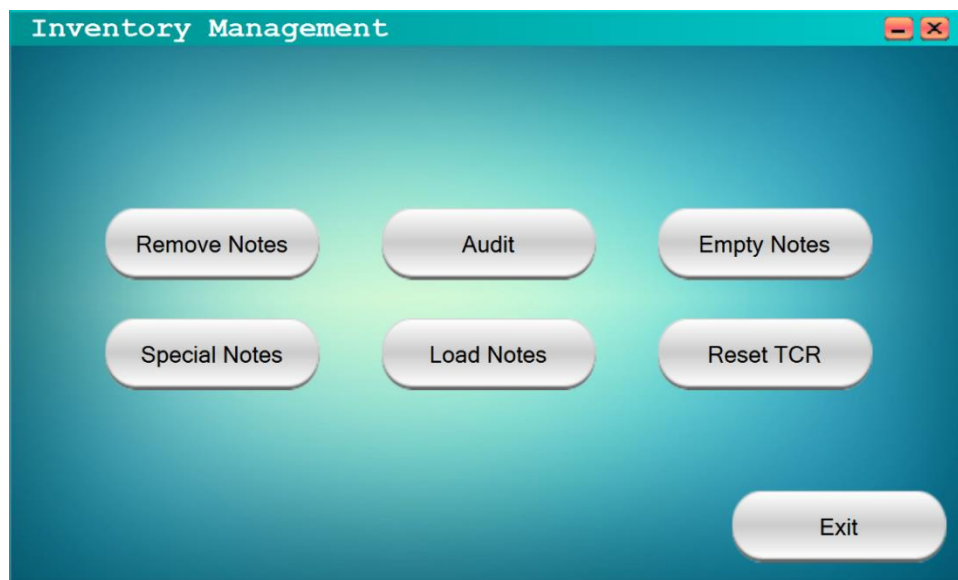 Inventory Management
Remove Notes
Audit
Empty Notes
Special Notes
Load Notes
Reset TCR
Exit